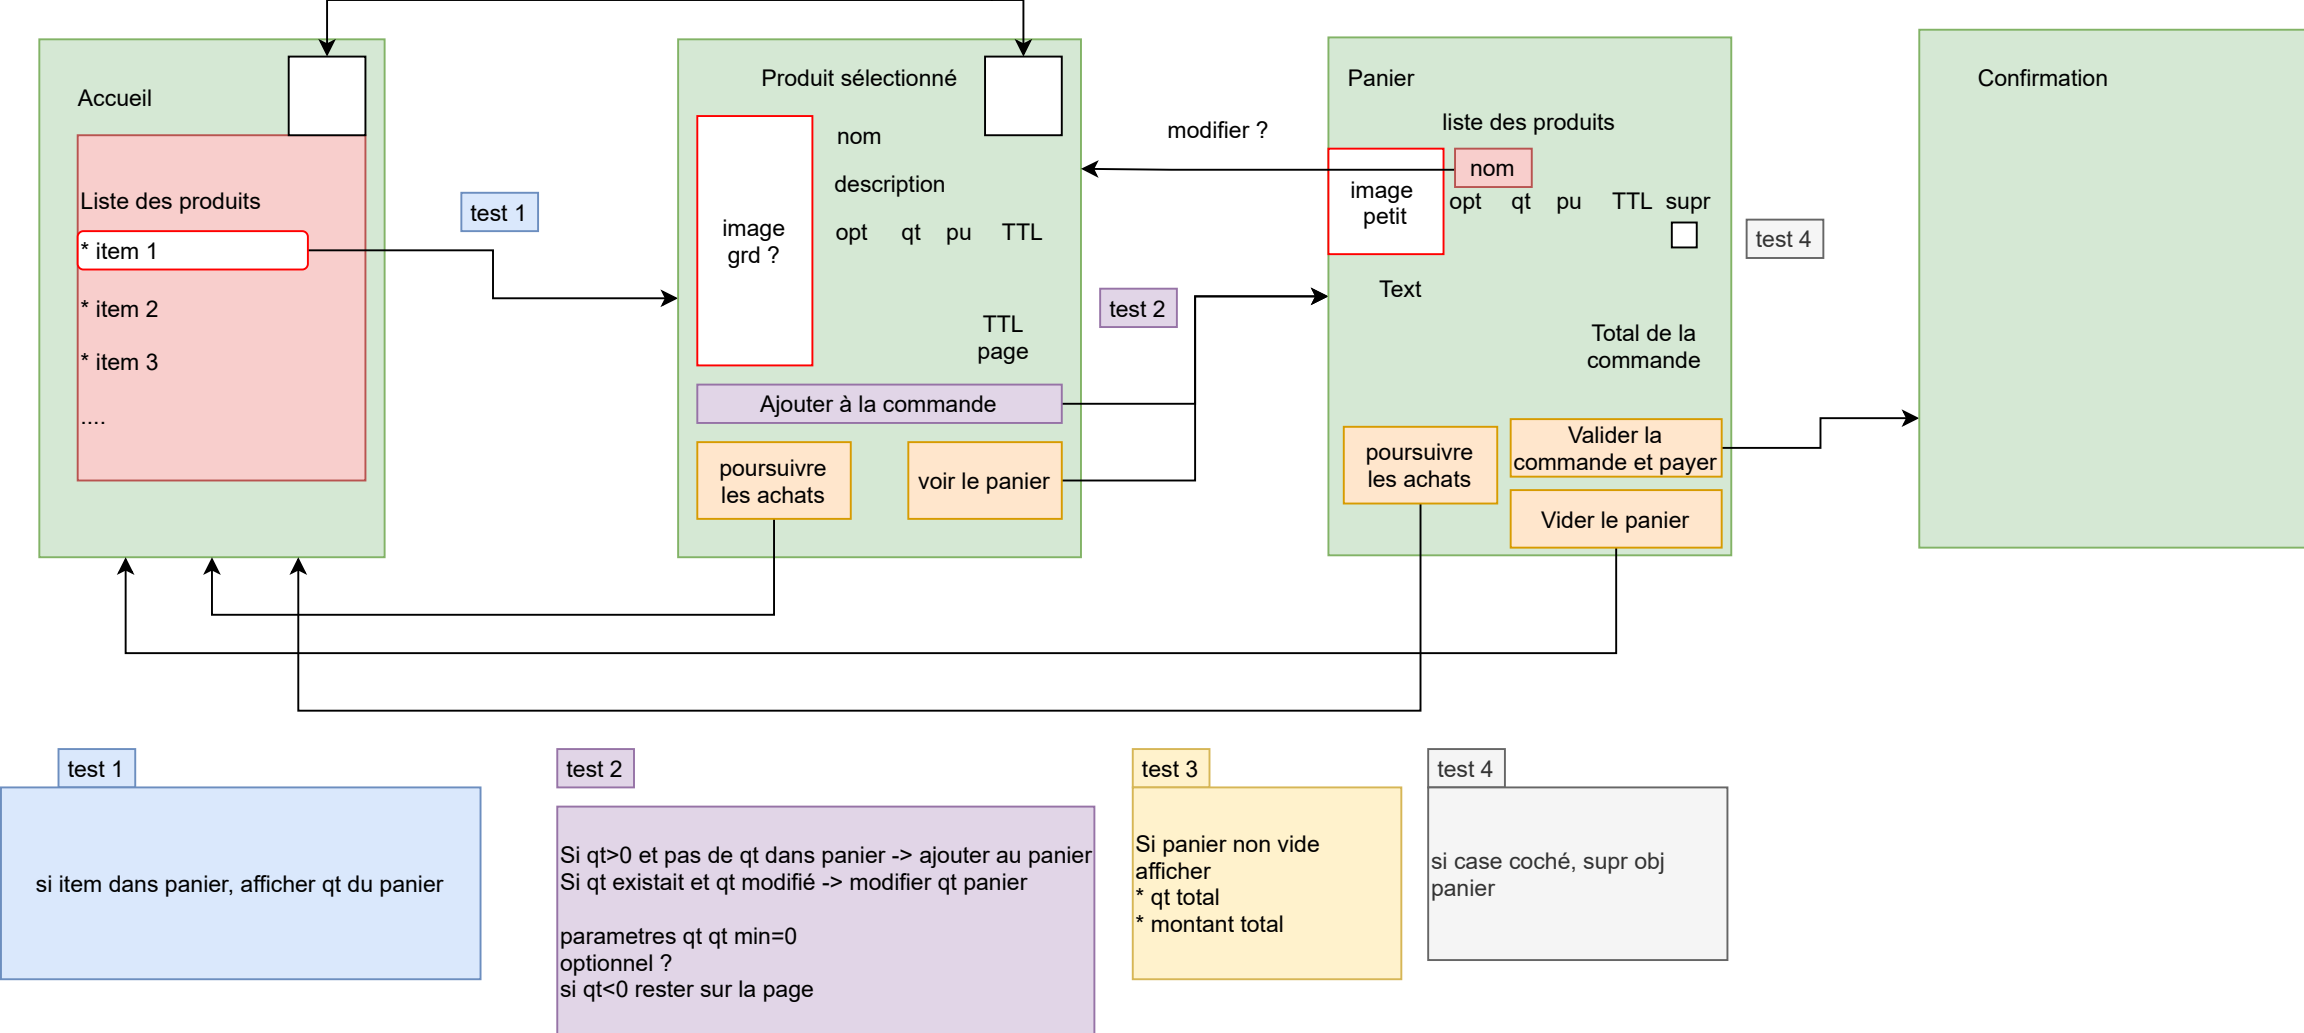 Accueil
Liste des produits
* item 1
* item 2
* item 3
....
test 1
Produit sélectionné
nom
description
image
grd ?
opt qt pu TTL
TTL
page
Ajouter à la commande
poursuivre
les achats
voir le panier
modifier ?
test 2
Panier
liste des produits
nom
image
petit
opt qt pu TTL supr
Text
Total de la
commande
poursuivre
les achats
Valider la
commande et payer
Vider le panier
test 4
Confirmation
test 1
si item dans panier, afficher qt du panier
test 2
Si qt>0 et pas de qt dans panier -> ajouter au panier
Si qt existait et qt modifié -> modifier qt panier
parametres qt qt min=0
optionnel ?
si qt<0 rester sur la page
test 3
Si panier non vide
afficher
* qt total
* montant total
test 4
si case coché, supr obj
panier